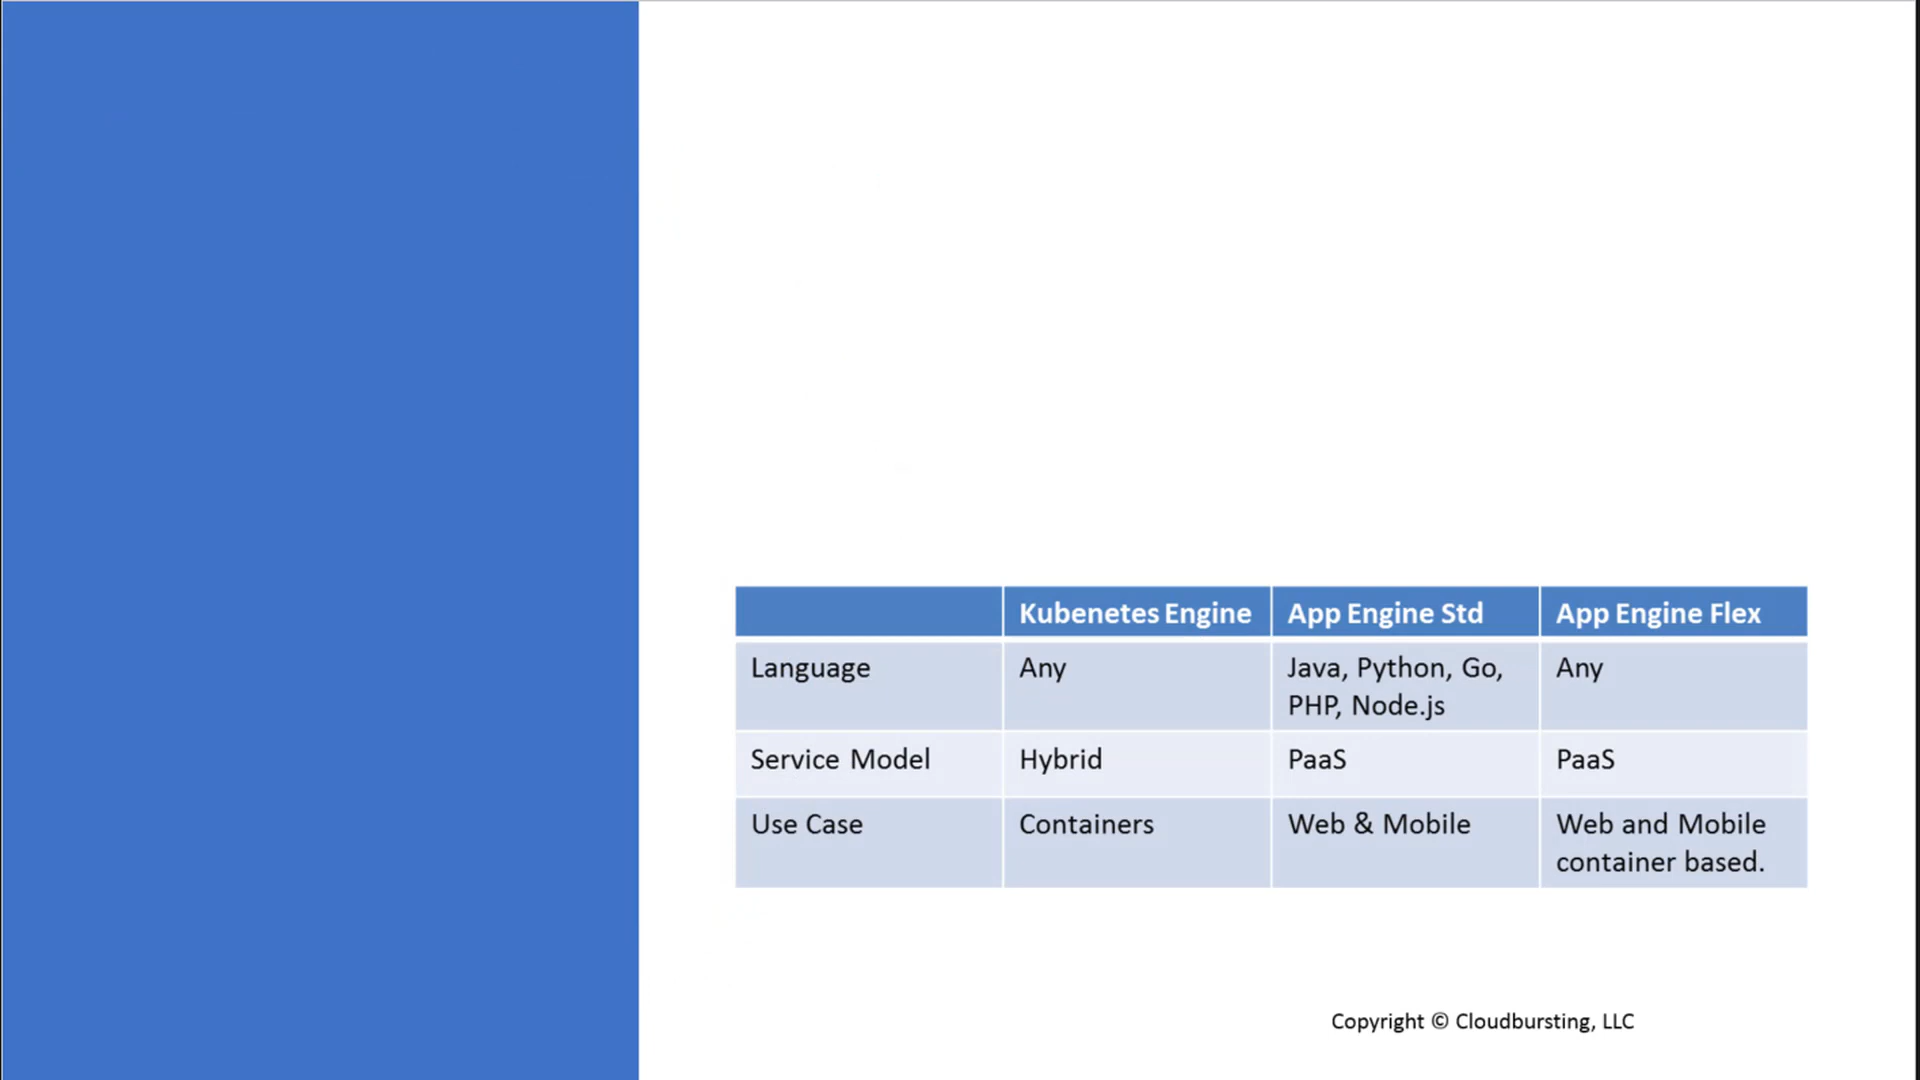 Kubenetes Engine App Engine Std App Engine Flex
Language Any Java, Python, Go, Any
PHP, Node.js
Service Model Hybrid PaaS PaaS
Use Case Containers Web & Mobile Web and Mobile
container based.
Copyright © Cloudbursting, LLC